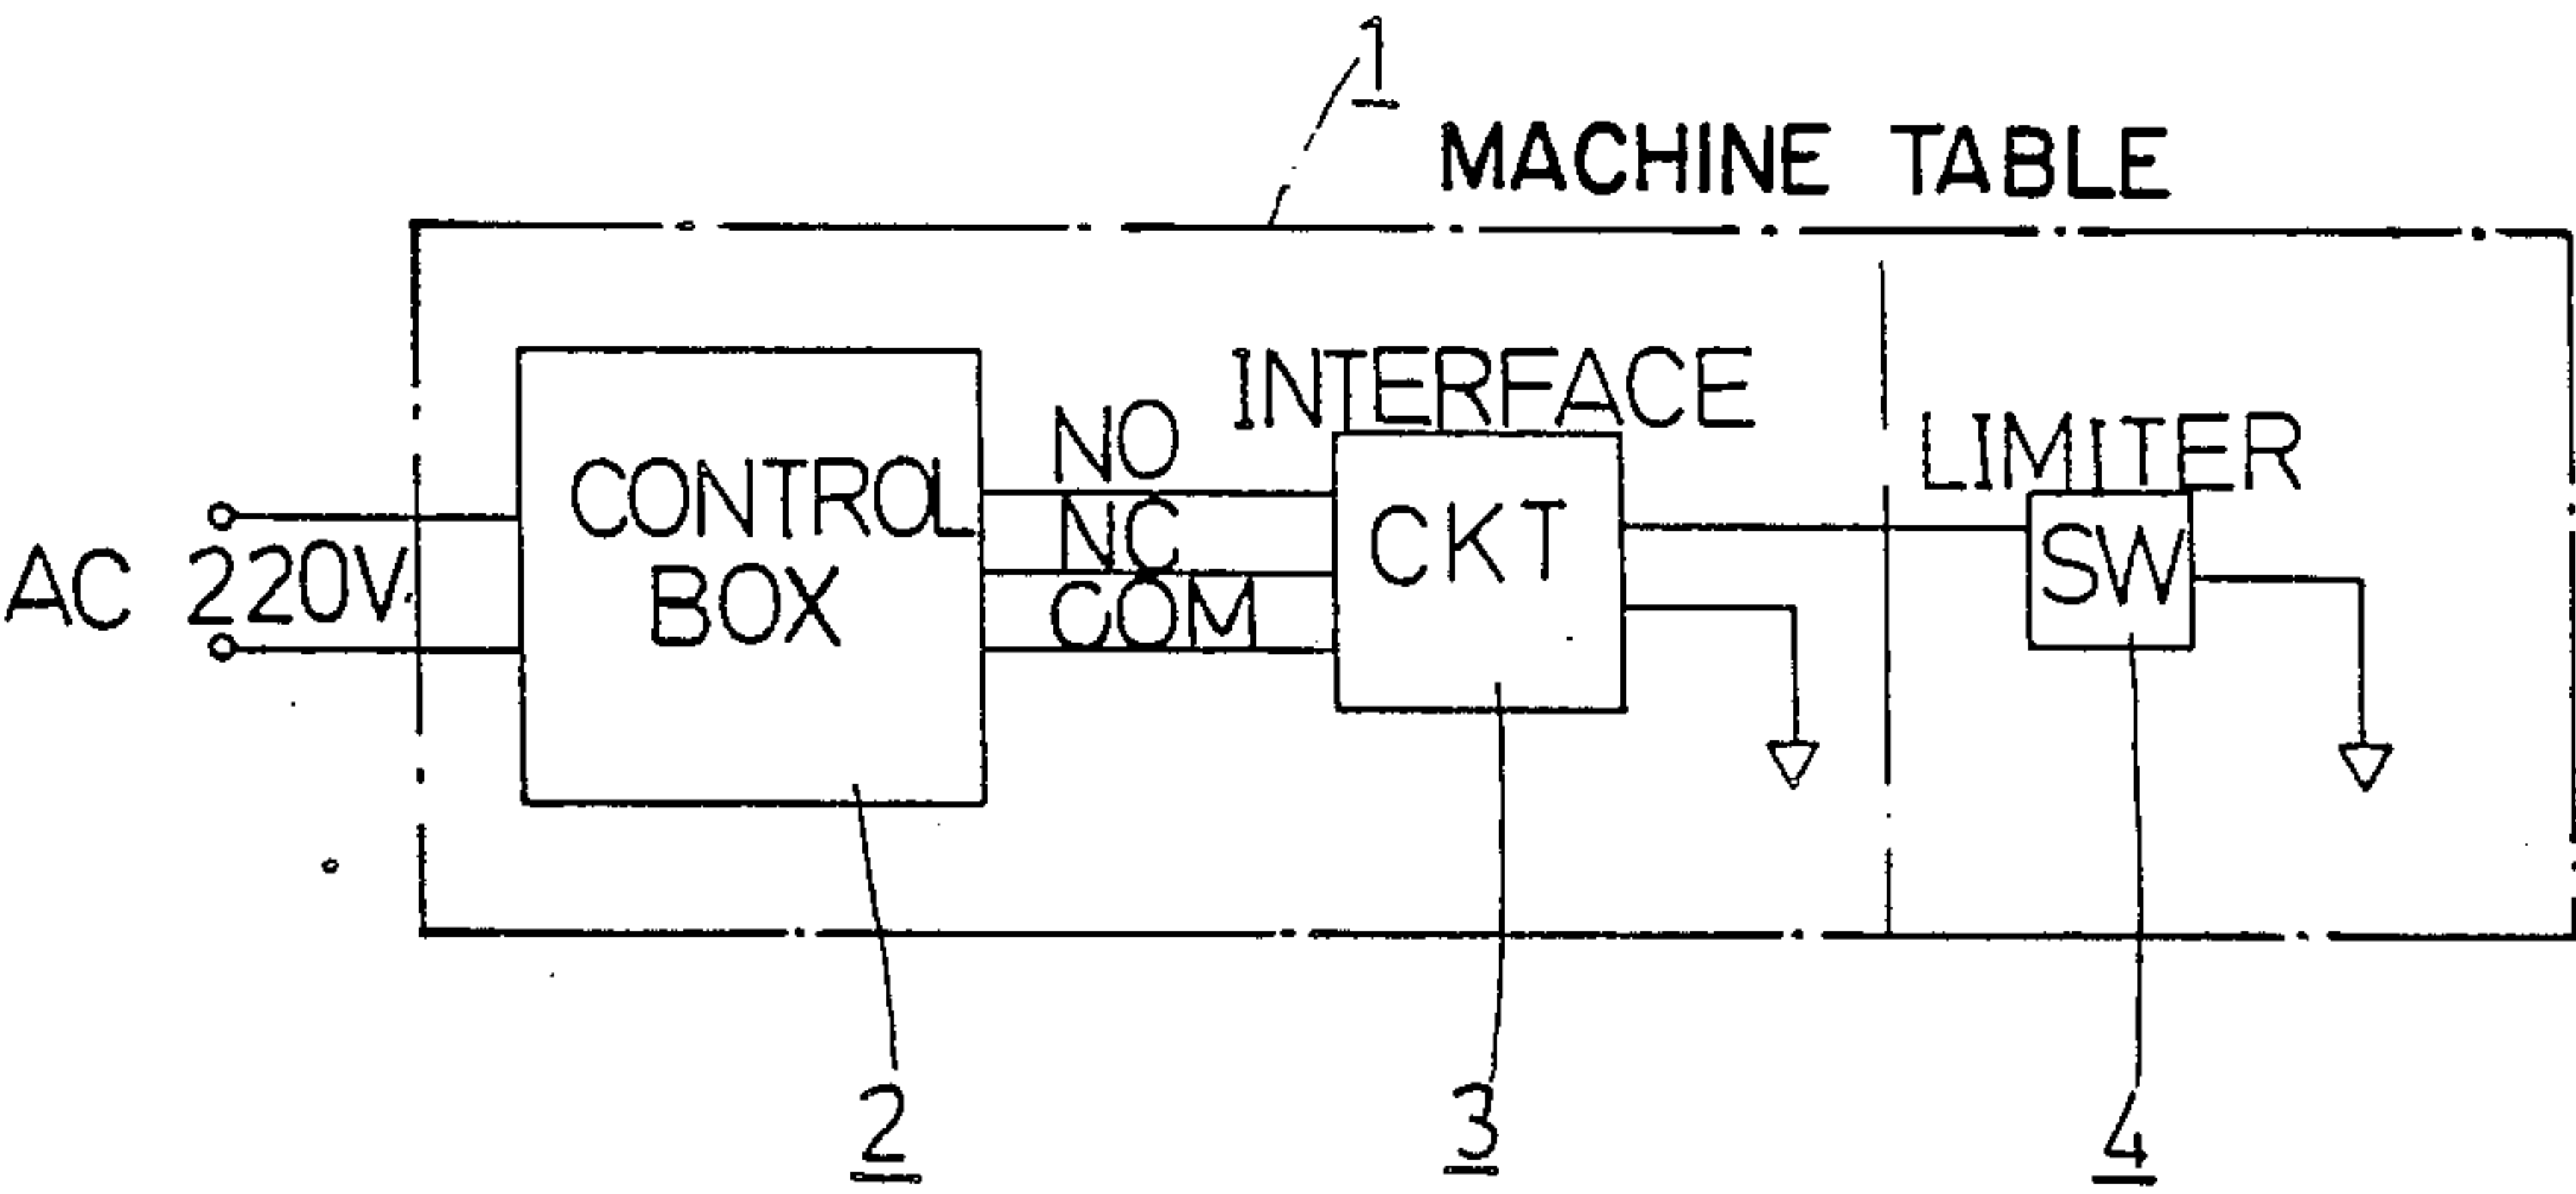 1
MACHINE TABLE
AC 220V
CONTROL
BOX
NO
NC
COM
INTERFACE
CKT
LIMITER
SW
2
3
4